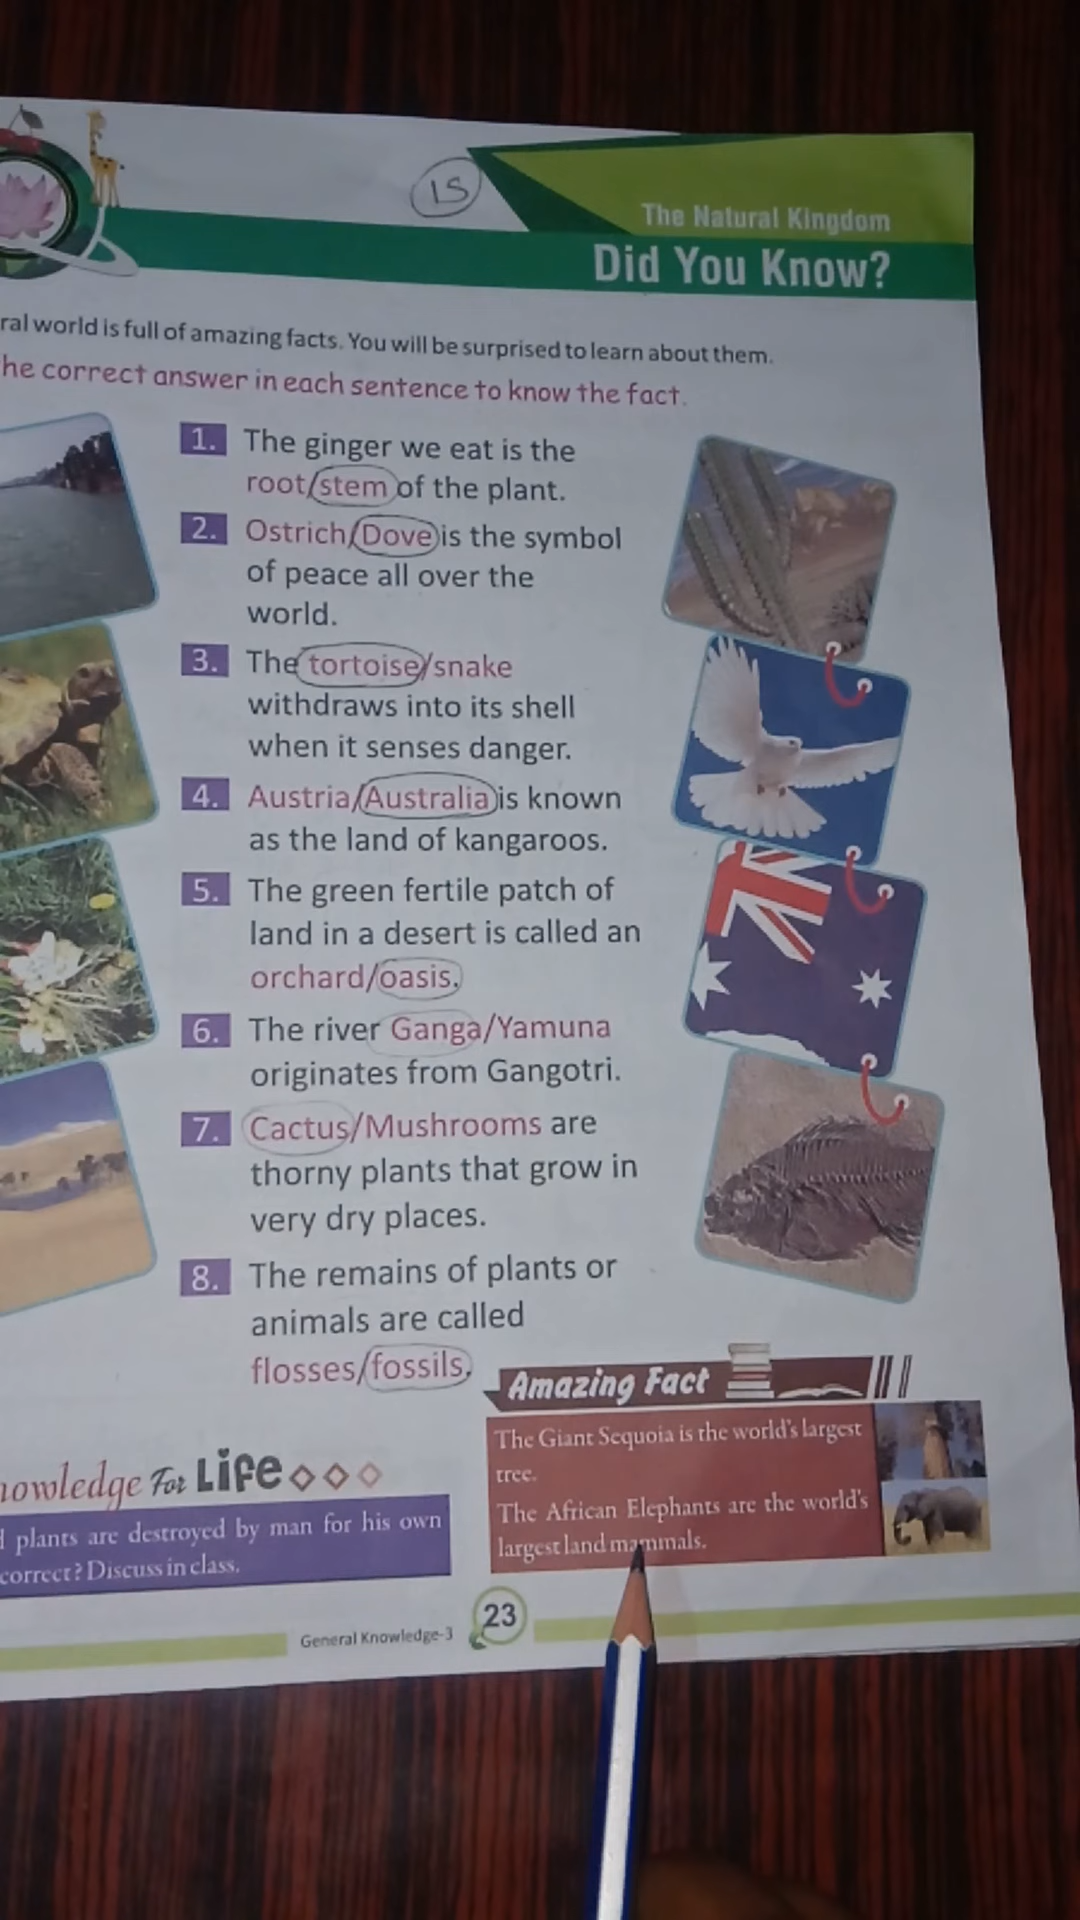 15
The Natural Kingdom
Did You Know?
world is full of amazing facts. You will be surprised to learn about them.
correct answer in each sentence to know the fact.
1. The ginger we eat is the
root/stem of the plant.
2. Ostrich/Dove is the symbol
of peace all over the
world.
3. The tortoise/snake
withdraws into its shell
when it senses danger.
4. Austria/Australia is known
as the land of kangaroos.
5. The green fertile patch of
land in a desert is called an
orchard/oasis.
6. The river Ganga/Yamuna
originates from Gangotri.
7. Cactus/Mushrooms are
thorny plants that grow in
very dry places.
8. The remains of plants or
animals are called
flosses/fossils.
Amazing Fact
The Giant Sequoia is the world's largest
tree.
The African Elephants are the world's
largest land mammals.
For Life
plants are destroyed by man for his own
correct? Discuss in class.
General Knowledge-3
23